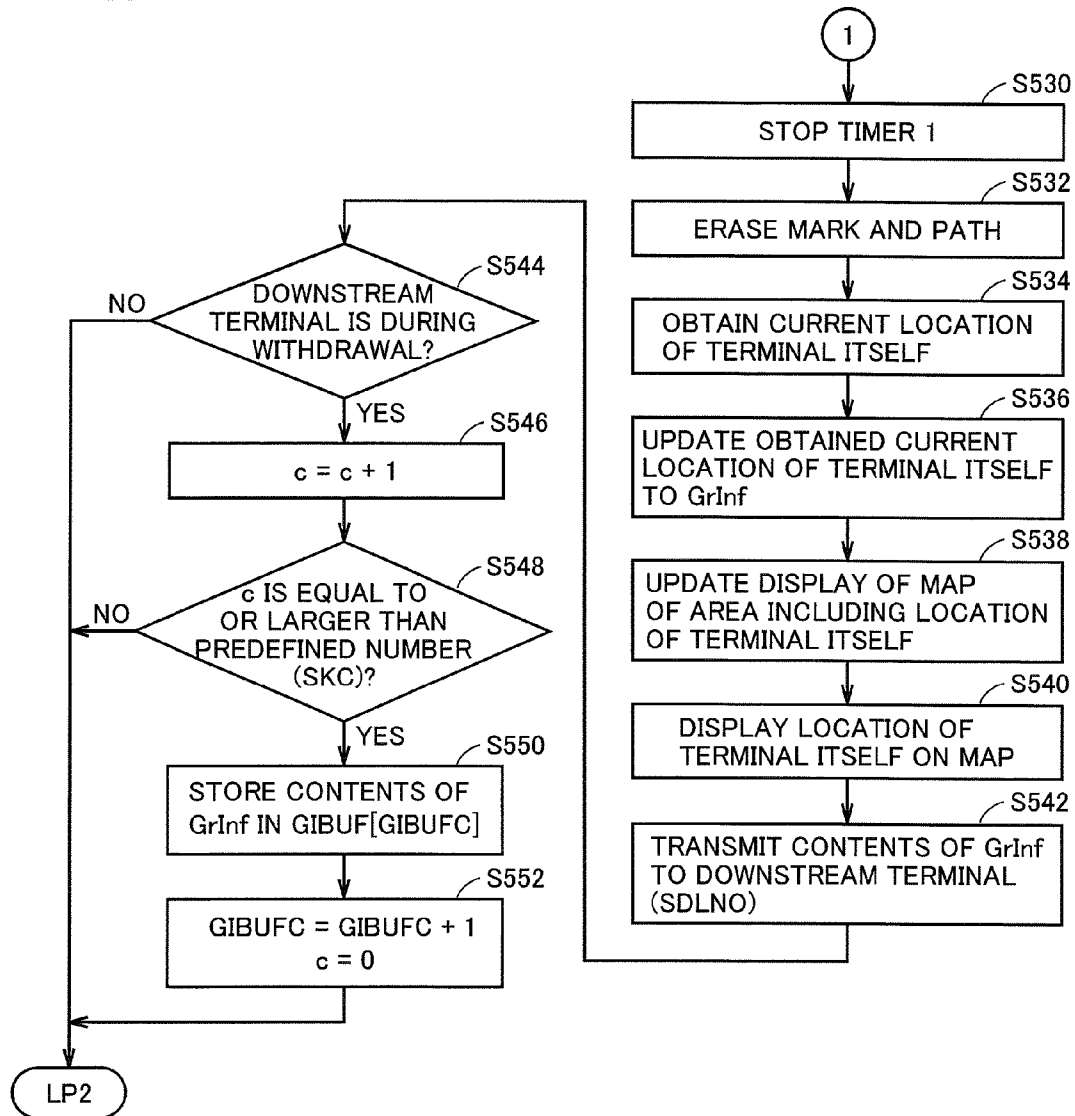 1
S530
STOP TIMER 1
S532
ERASE MARK AND PATH
S534
OBTAIN CURRENT LOCATION
OF TERMINAL ITSELF
S536
UPDATE OBTAINED CURRENT
LOCATION OF TERMINAL ITSELF
TO GrInf
S538
UPDATE DISPLAY OF MAP
OF AREA INCLUDING LOCATION
OF TERMINAL ITSELF
S540
DISPLAY LOCATION OF
TERMINAL ITSELF ON MAP
S542
TRANSMIT CONTENTS OF GrInf
TO DOWNSTREAM TERMINAL
(SDLNO)
S544
DOWNSTREAM
TERMINAL IS DURING
WITHDRAWAL?
NO
YES
S546
c = c + 1
S548
c IS EQUAL TO
OR LARGER THAN
PREDEFINED NUMBER
(SKC)?
NO
YES
S550
STORE CONTENTS OF
GrInf IN GIBUF[GIBUFC]
S552
GIBUFC = GIBUFC + 1
c = 0
LP2